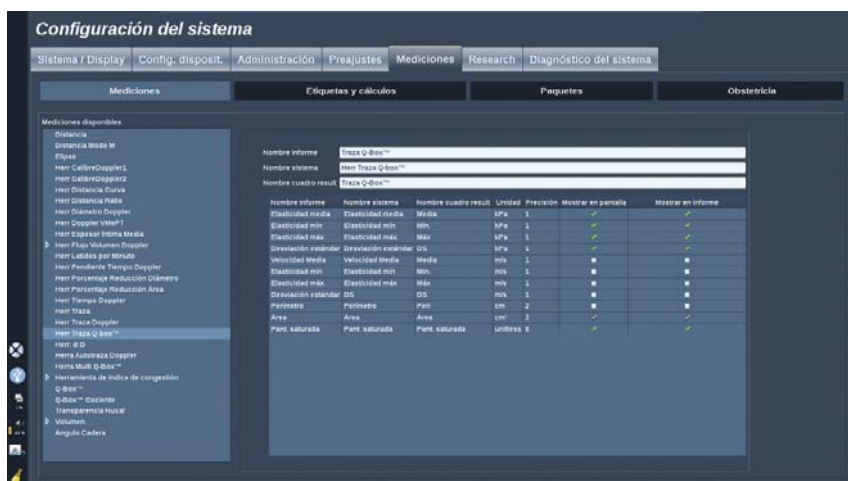 Configuración del sistema
Sistema / Display Config. disposit. Administración Preajustes Mediciones Research Diagnóstico del sistema
Mediciones Etiquetas y cálculos Paquetes Obstetricia
Mediciones disponibles
Distancia
Distancia Modo M
Elipse
Herr CalibreDoppler1
Herr CalibreDoppler2
Herr Distancia Curva
Herr Distancia Ratio
Herr Diámetro Doppler
Herr Doppler VMePT
Herr Espesor Íntima Media
Herr Flujo Volumen Doppler
Herr Latidos por Minuto
Herr Pendiente Tiempo Doppler
Herr Porcentaje Reducción Diámetro
Herr Porcentaje Reducción Área
Herr Tiempo Doppler
Herr Traza
Herr Traza Doppler
Herr Traza Q-box™
Herr.
Herra Autotraza Doppler
Herra Multi Q-Box™
Herramienta de índice de congestión
Q-Box™
Q-Box™ Cociente
Transparencia Nucal
Volumen
Ángulo Cadera
Nombre informe Traza Q-Box™
Nombre sistema Herr Traza Q-box™
Nombre cuadro result Traza Q-Box™
Nombre informe Nombre sistema Nombre cuadro result Unidad Precisión Mostrar en pantalla Mostrar en informe
Elasticidad media Elasticidad media Media kPa 1
Elasticidad mín Elasticidad mín Mín. kPa 1
Elasticidad máx Elasticidad máx Máx kPa 1
Desviación estándar Desviación estándar DS kPa 1
Velocidad Media Velocidad Media Media m/s 1
Elasticidad mín Elasticidad mín Mín. m/s 1
Elasticidad máx Elasticidad máx Máx m/s 1
Desviación estándar DS DS m/s 1
Perímetro Perímetro Perí cm 2
Área Área Área cm² 2
Pant. saturada Pant. saturada Pant. saturada unitless 0